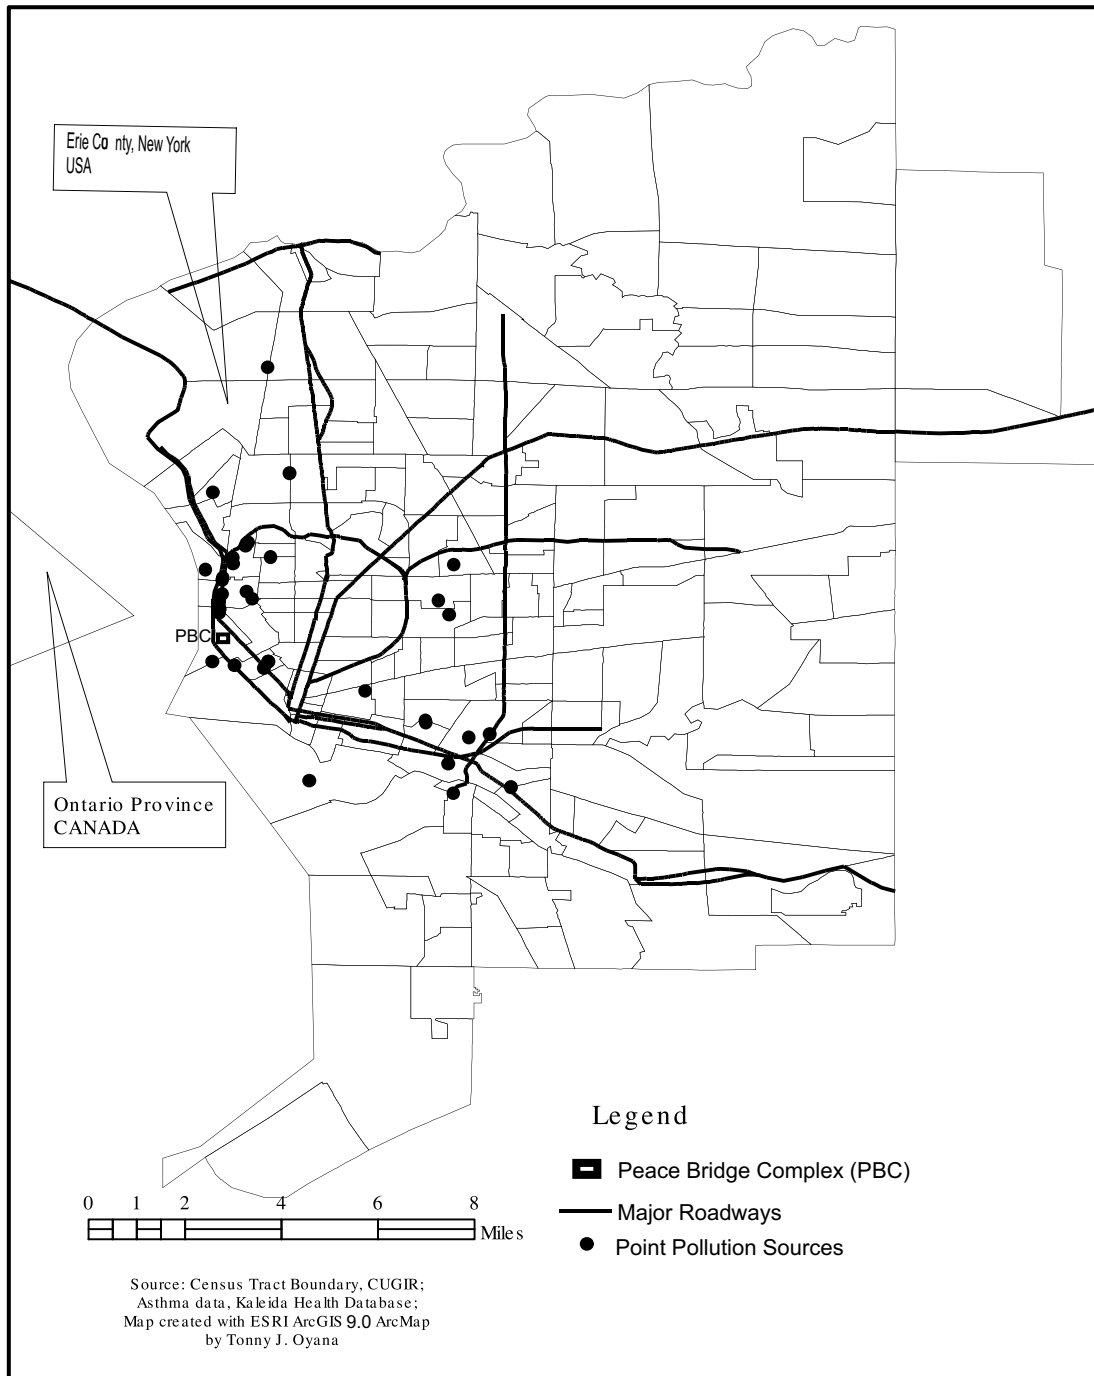 Erie Co nty, New York
USA
PBC
Ontario Province
CANADA
Legend
Peace Bridge Complex (PBC)
Major Roadways
Point Pollution Sources
0 1 2 4 6 8
Miles
Source: Census Tract Boundary, CUGIR;
Asthma data, Kaleida Health Database;
Map created with ESRI ArcGIS 9.0 ArcMap
by Tonny J. Oyana